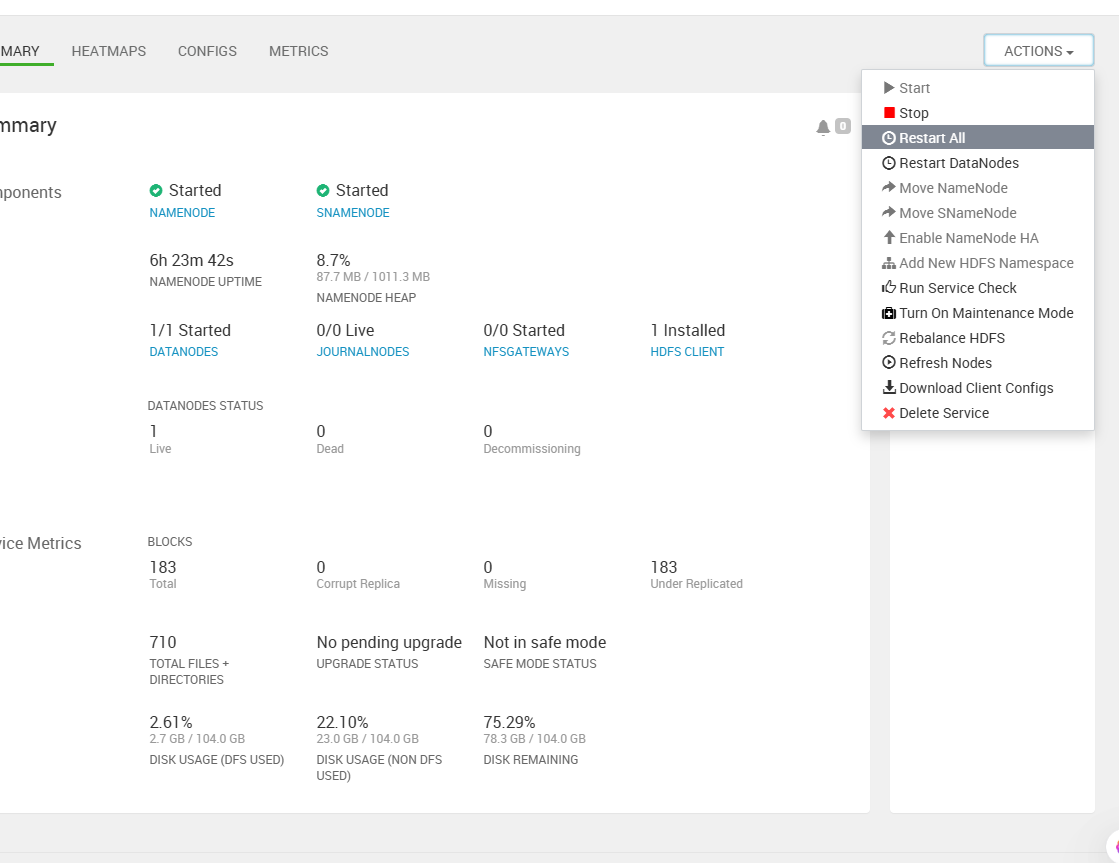 MARY HEATMAPS CONFIGS METRICS ACTIONS
mmary 0
Start
Stop
Restart All
Restart DataNodes
Move NameNode
Move SNameNode
Enable NameNode HA
Add New HDFS Namespace
Run Service Check
Turn On Maintenance Mode
Rebalance HDFS
Refresh Nodes
Download Client Configs
Delete Service
ponents
Started Started
NAMENODE SNAMENODE
6h 23m 42s 8.7%
87.7 MB / 1011.3 MB
NAMENODE UPTIME NAMENODE HEAP
1/1 Started 0/0 Live 0/0 Started 1 Installed
DATANODES JOURNALNODES NFSGATEWAYS HDFS CLIENT
DATANODES STATUS
1 0 0
Live Dead Decommissioning
vice Metrics
BLOCKS
183 0 0 183
Total Corrupt Replica Missing Under Replicated
710 No pending upgrade Not in safe mode
TOTAL FILES + UPGRADE STATUS SAFE MODE STATUS
DIRECTORIES
2.61% 22.10% 75.29%
2.7 GB / 104.0 GB 23.0 GB / 104.0 GB 78.3 GB / 104.0 GB
DISK USAGE (DFS USED) DISK USAGE (NON DFS DISK REMAINING
USED)